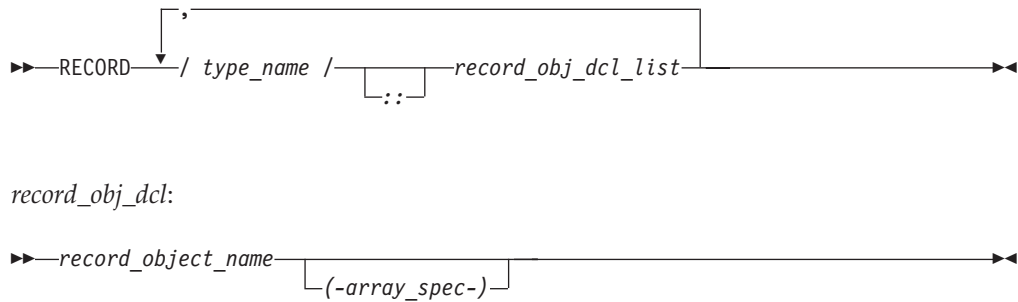 ,
RECORD / type_name / record_obj_dcl_list
::
record_obj_dcl:
record_object_name
(-array_spec-)